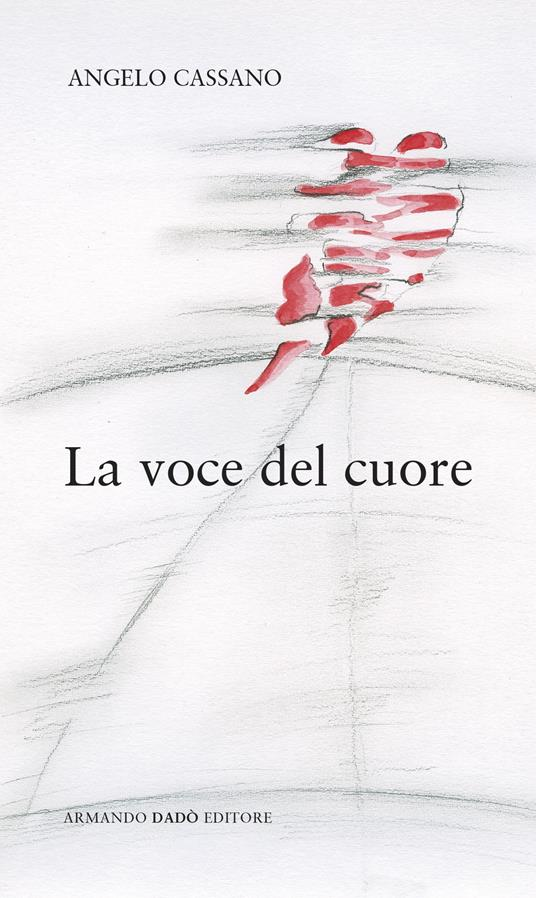 ANGELO CASSANO
La voce del cuore
ARMANDO DADÒ EDITORE